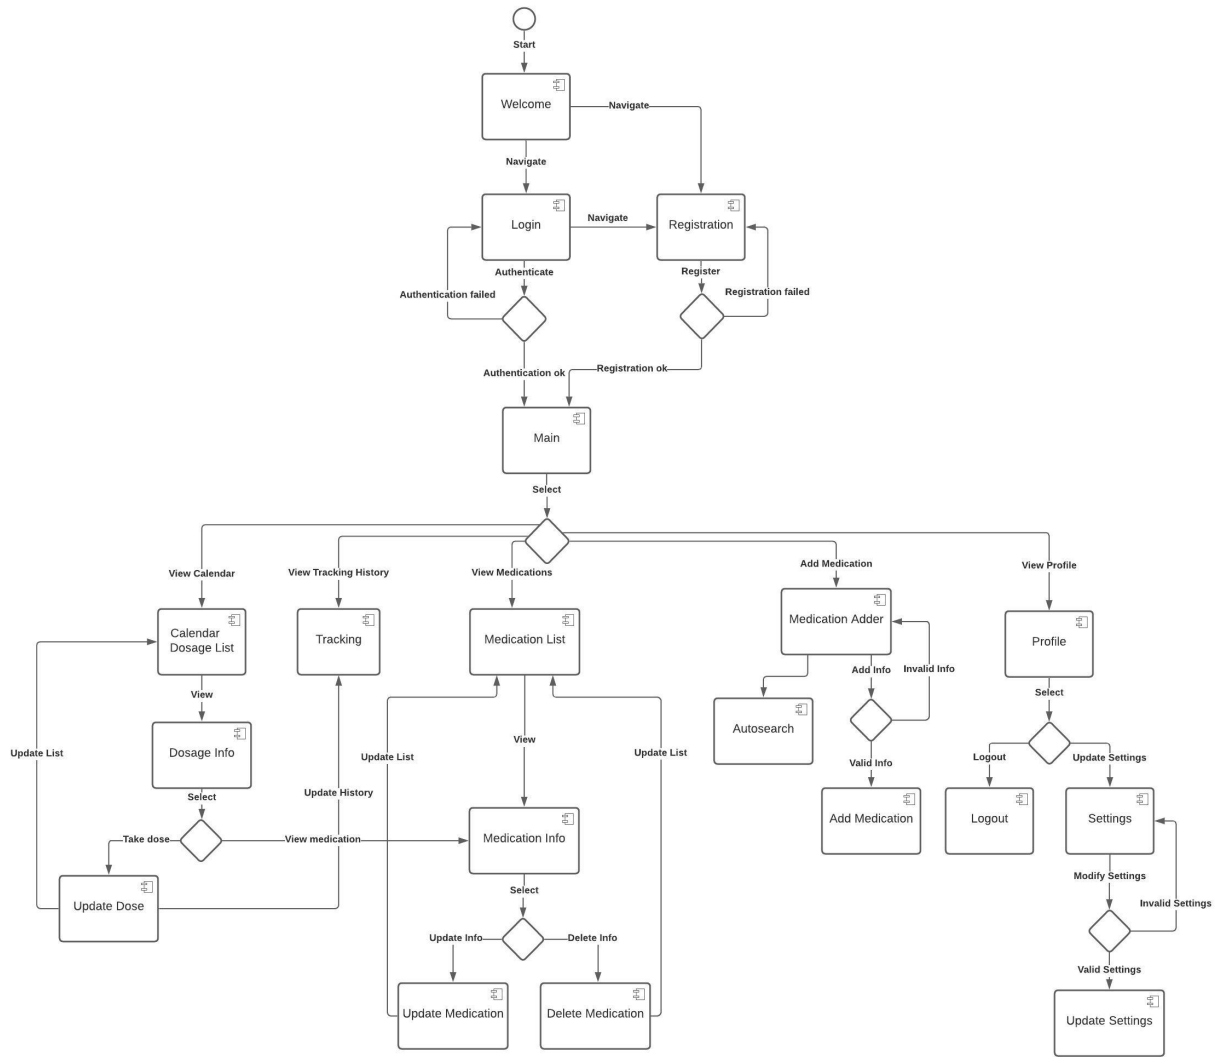 Start
Welcome
Navigate
Navigate
Login
Navigate
Registration
Authenticate
Register
Authentication failed
Registration failed
Authentication ok
Registration ok
Main
Select
View Calendar
View Tracking History
View Medications
Add Medication
View Profile
Calendar
Dosage List
Tracking
Medication List
Medication Adder
Profile
Add Info
Invalid Info
View
Select
Autosearch
Dosage Info
Update List
View
Update List
Update List
Valid Info
Logout
Update Settings
Select
Update History
Take dose
View medication
Medication Info
Add Medication
Logout
Settings
Update Dose
Select
Modify Settings
Invalid Settings
Update Info
Delete Info
Valid Settings
Update Medication
Delete Medication
Update Settings